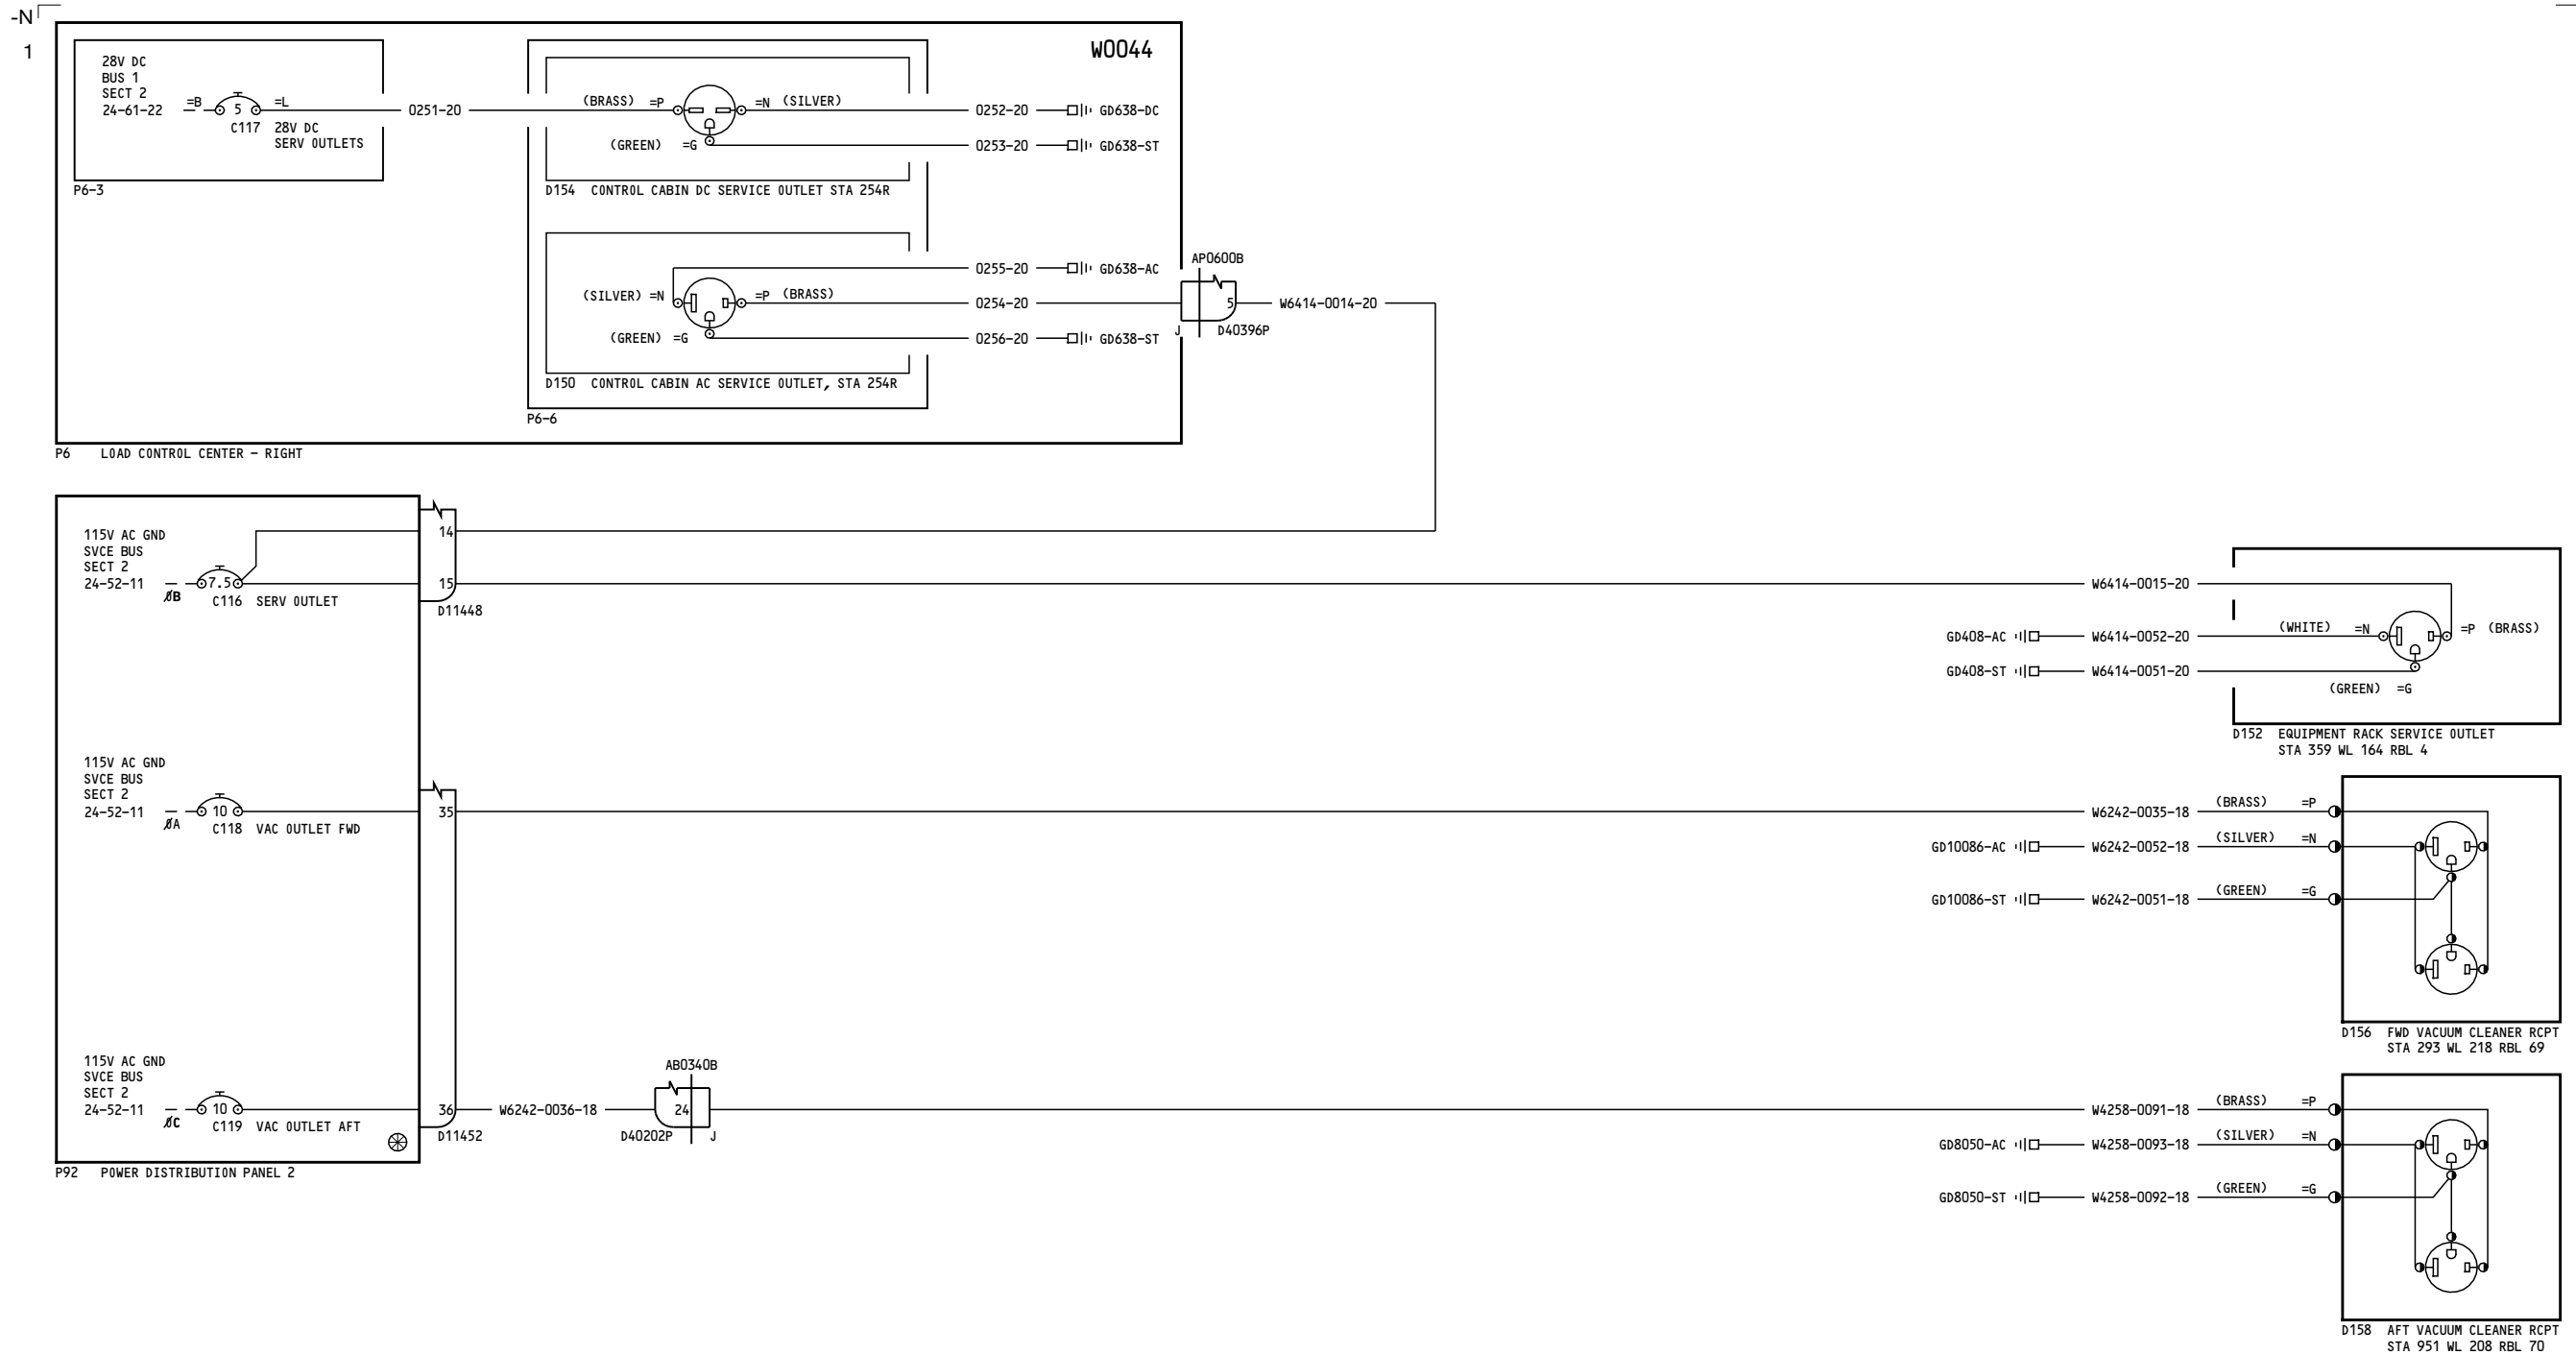 -N
1
W0044
28V DC
BUS 1
SECT 2
24-61-22
=B
5
=L
C117
28V DC
SERV OUTLETS
P6-3
0251-20
(BRASS) =P
=N (SILVER)
(GREEN) =G
0252-20
GD638-DC
0253-20
GD638-ST
D154 CONTROL CABIN DC SERVICE OUTLET STA 254R
0255-20
GD638-AC
(SILVER) =N
=P (BRASS)
0254-20
(GREEN) =G
0256-20
GD638-ST
D150 CONTROL CABIN AC SERVICE OUTLET, STA 254R
P6-6
AP0600B
5
J
D40396P
W6414-0014-20
P6 LOAD CONTROL CENTER - RIGHT
115V AC GND
SVCE BUS
SECT 2
24-52-11
ØB
7.5
C116 SERV OUTLET
14
15
D11448
W6414-0015-20
GD408-AC
W6414-0052-20
(WHITE) =N
=P (BRASS)
GD408-ST
W6414-0051-20
(GREEN) =G
D152 EQUIPMENT RACK SERVICE OUTLET
STA 359 WL 164 RBL 4
115V AC GND
SVCE BUS
SECT 2
24-52-11
ØA
10
C118 VAC OUTLET FWD
35
W6242-0035-18
(BRASS) =P
GD10086-AC
W6242-0052-18
(SILVER) =N
GD10086-ST
W6242-0051-18
(GREEN) =G
D156 FWD VACUUM CLEANER RCPT
STA 293 WL 218 RBL 69
115V AC GND
SVCE BUS
SECT 2
24-52-11
ØC
10
C119 VAC OUTLET AFT
36
D11452
W6242-0036-18
AB0340B
24
D40202P
J
W4258-0091-18
(BRASS) =P
GD8050-AC
W4258-0093-18
(SILVER) =N
GD8050-ST
W4258-0092-18
(GREEN) =G
P92 POWER DISTRIBUTION PANEL 2
D158 AFT VACUUM CLEANER RCPT
STA 951 WL 208 RBL 70